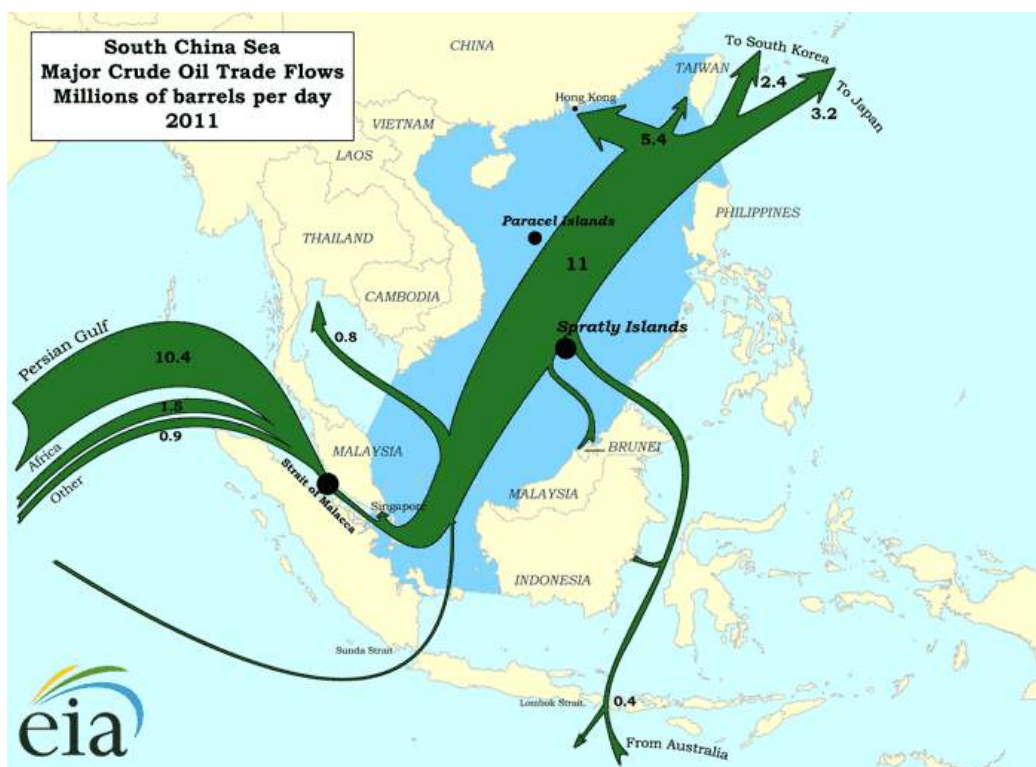 South China Sea
Major Crude Oil Trade Flows
Millions of barrels per day
2011
CHINA
TAIWAN
To South Korea
2.4
To Japan
3.2
Hong Kong
5.4
VIETNAM
LAOS
Paracel Islands
PHILIPPINES
THAILAND
11
CAMBODIA
Spratly Islands
0.8
Persian Gulf
10.4
1.5
Africa
0.9
Other
MALAYSIA
BRUNEI
Strait of Malacca
Singapore
MALAYSIA
INDONESIA
Sunda Strait
Lombok Strait.
0.4
From Australia
eia